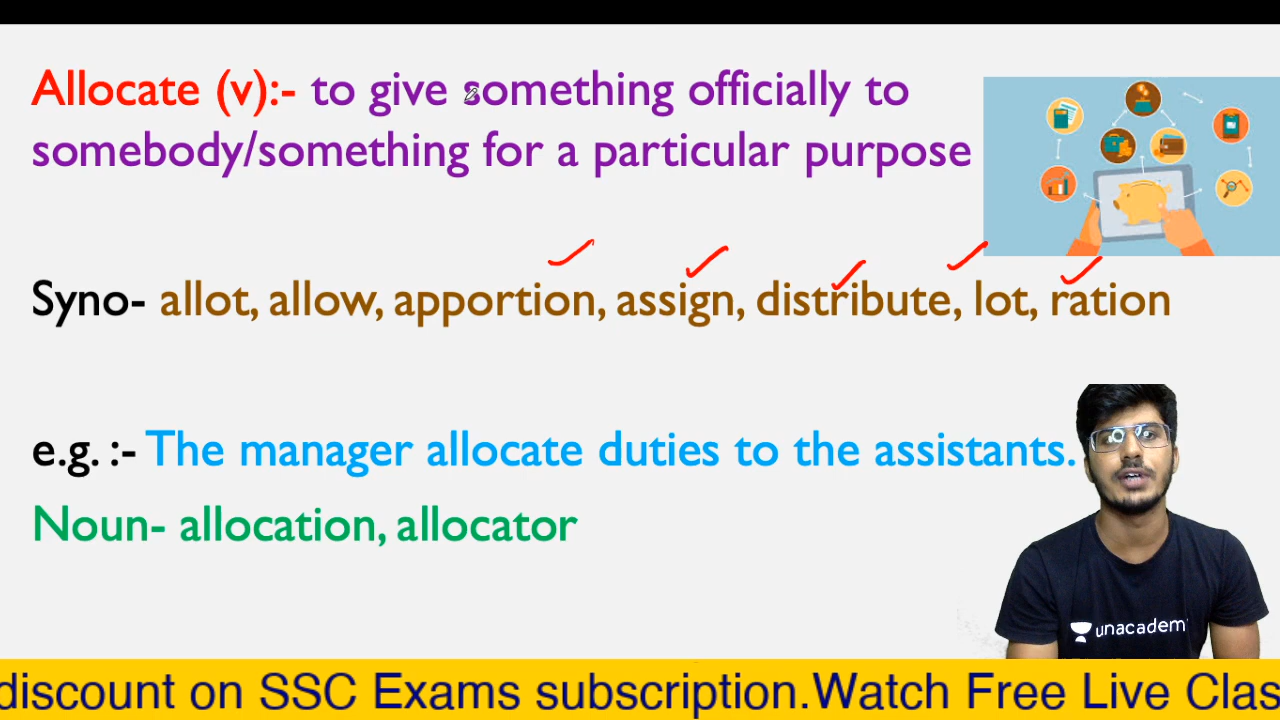 Allocate (v):- to give something officially to
somebody/something for a particular purpose
Syno- allot, allow, apportion, assign, distribute, lot, ration
e.g. :- The manager allocate duties to the assistants.
Noun- allocation, allocator
unacadem
discount on SSC Exams subscription.Watch Free Live Clas